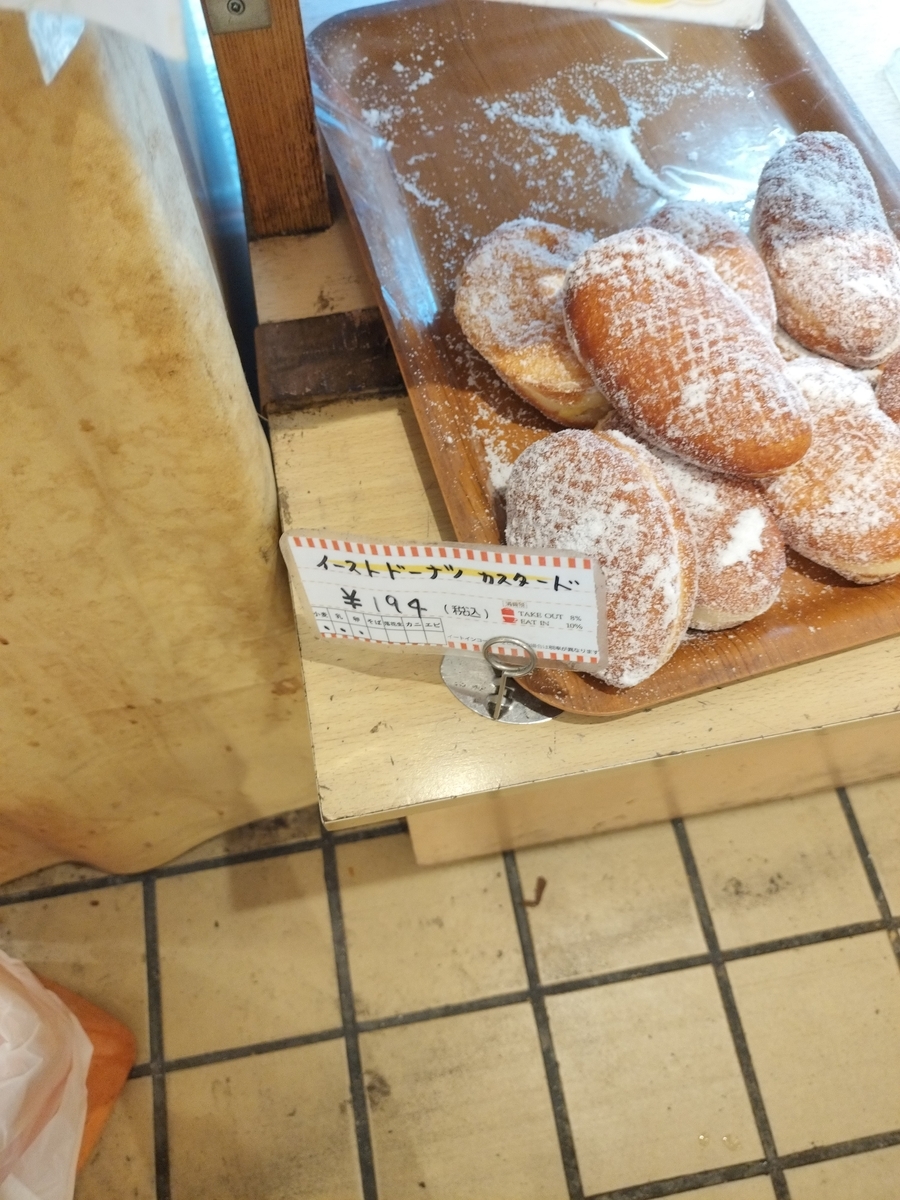 イーストドーナツ カスタード
¥194 (税込)
TAKE OUT 8%
EAT IN 10%
小麦 乳 卵 そば 落花生 カニ エビ